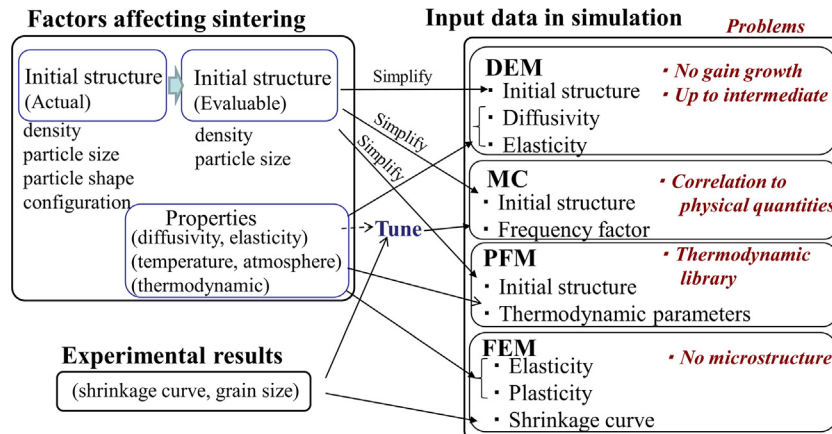 Factors affecting sintering
Initial structure
(Actual)
density
particle size
particle shape
configuration
Initial structure
(Evaluable)
density
particle size
Properties
(diffusivity, elasticity)
(temperature, atmosphere)
(thermodynamic)
Experimental results
(shrinkage curve, grain size)
Simplify
Simplify
Simplify
Tune
Input data in simulation
Problems
DEM
・ Initial structure
・ Diffusivity
・ Elasticity
・ No gain growth
・ Up to intermediate
MC
・ Initial structure
・ Frequency factor
・ Correlation to
physical quantities
PFM
・ Initial structure
・ Thermodynamic parameters
・ Thermodynamic
library
FEM
・ Elasticity
・ Plasticity
・ Shrinkage curve
・ No microstructure